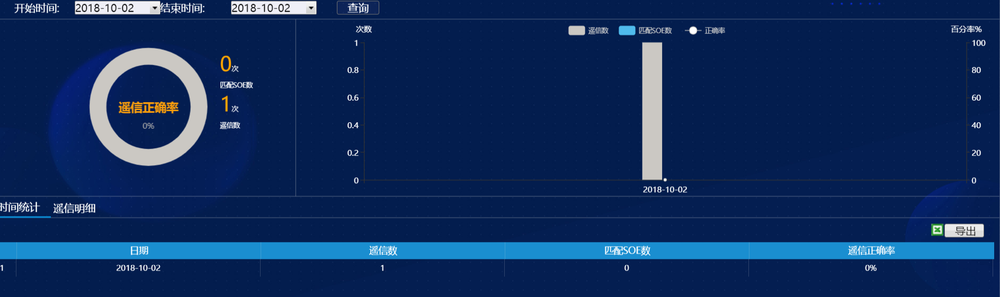 开始时间: 2018-10-02 结束时间: 2018-10-02 查询
次数 遥信数 匹配SOE数 正确率 百分率%
1 100
0.8 80
0.6 60
0.4 40
0.2 20
0 0
2018-10-02
0次
匹配SOE数
1次
遥信数
遥信正确率
0%
时间统计 遥信明细
导出
日期 遥信数 匹配SOE数 遥信正确率
1 2018-10-02 1 0 0%